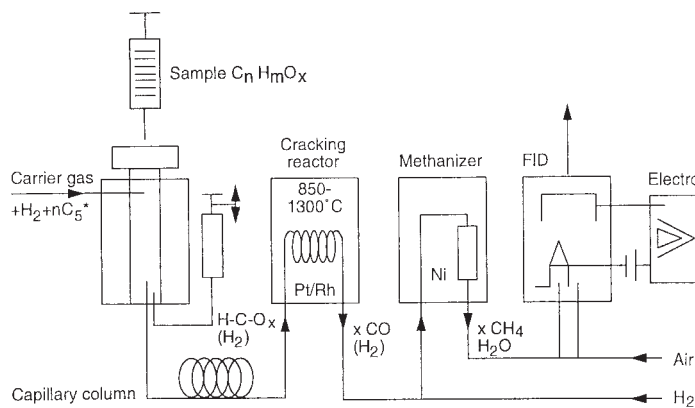 Sample CnHmOx
Carrier gas
+H2+nC5*
Cracking
reactor
850-
1300°C
Pt/Rh
Methanizer
Ni
FID
Electro
H-C-Ox
(H2)
x CO
(H2)
x CH4
H2O
Air
Capillary column
H2